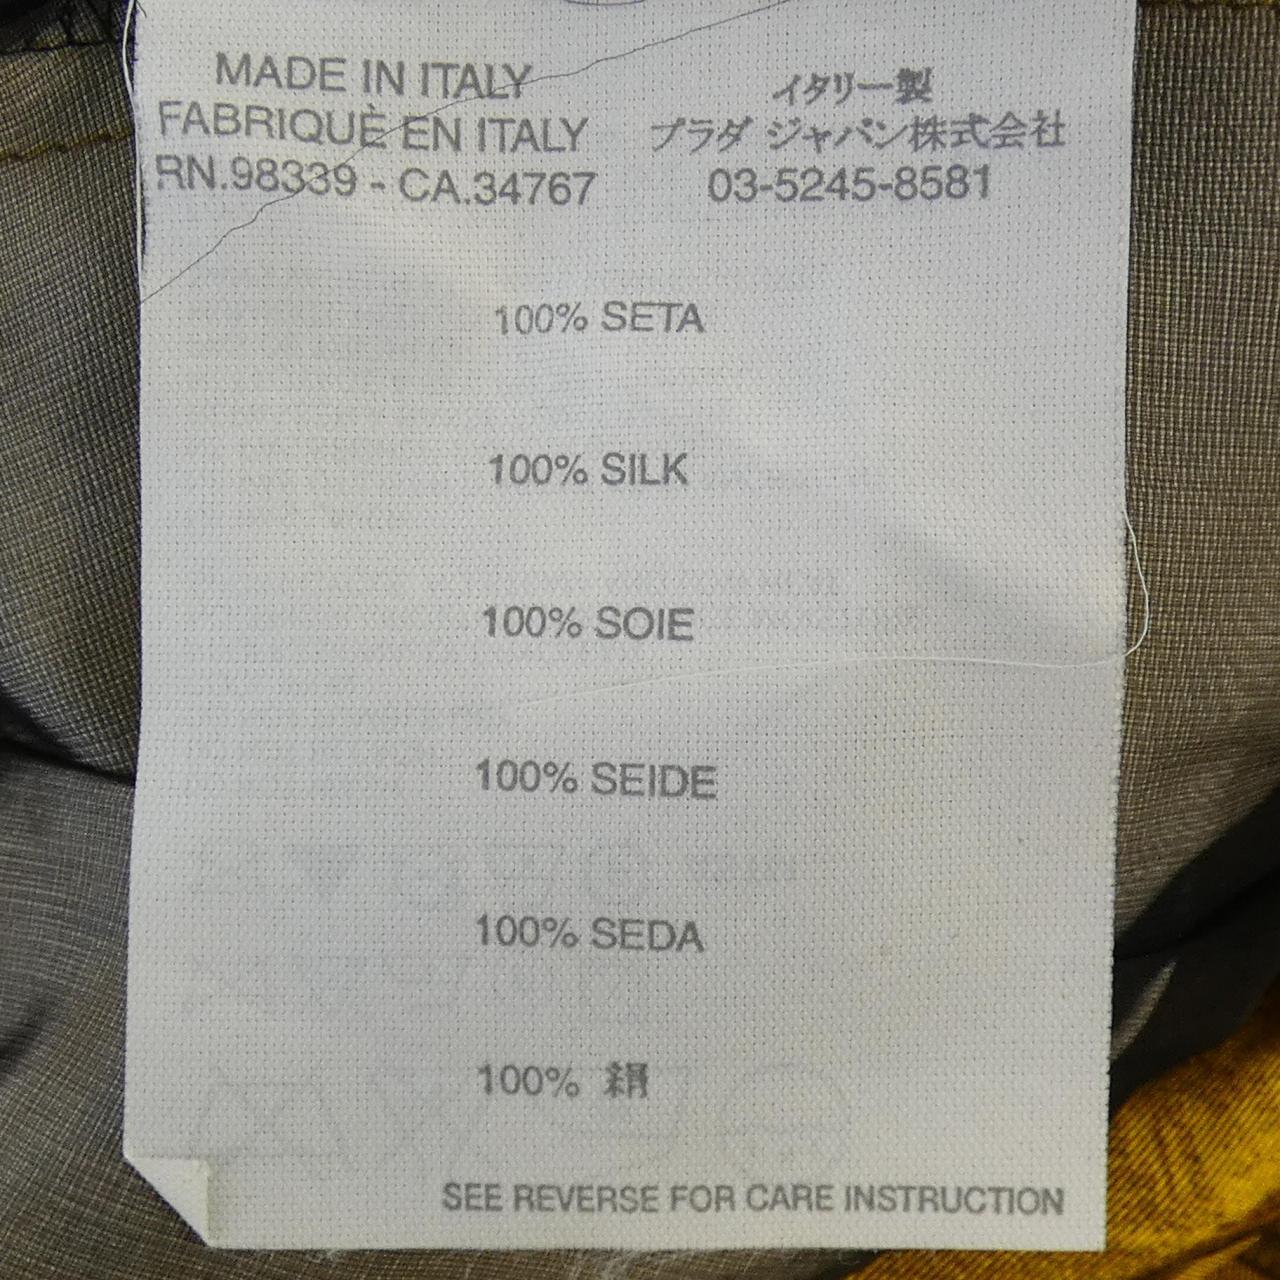 MADE IN ITALY
FABRIQUÈ EN ITALY
RN.98339 - CA.34767
イタリー製
プラダ ジャパン株式会社
03-5245-8581
100% SETA
100% SILK
100% SOIE
100% SEIDE
100% SEDA
100% 絹
SEE REVERSE FOR CARE INSTRUCTION